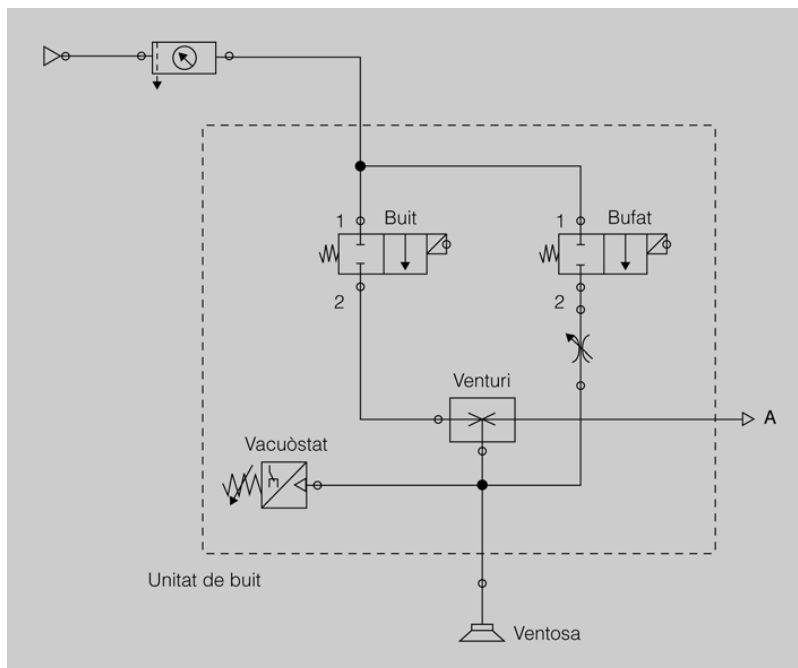 1 Buit
1 Bufat
2
2
Venturi
A
Vacuòstat
Unitat de buit
Ventosa